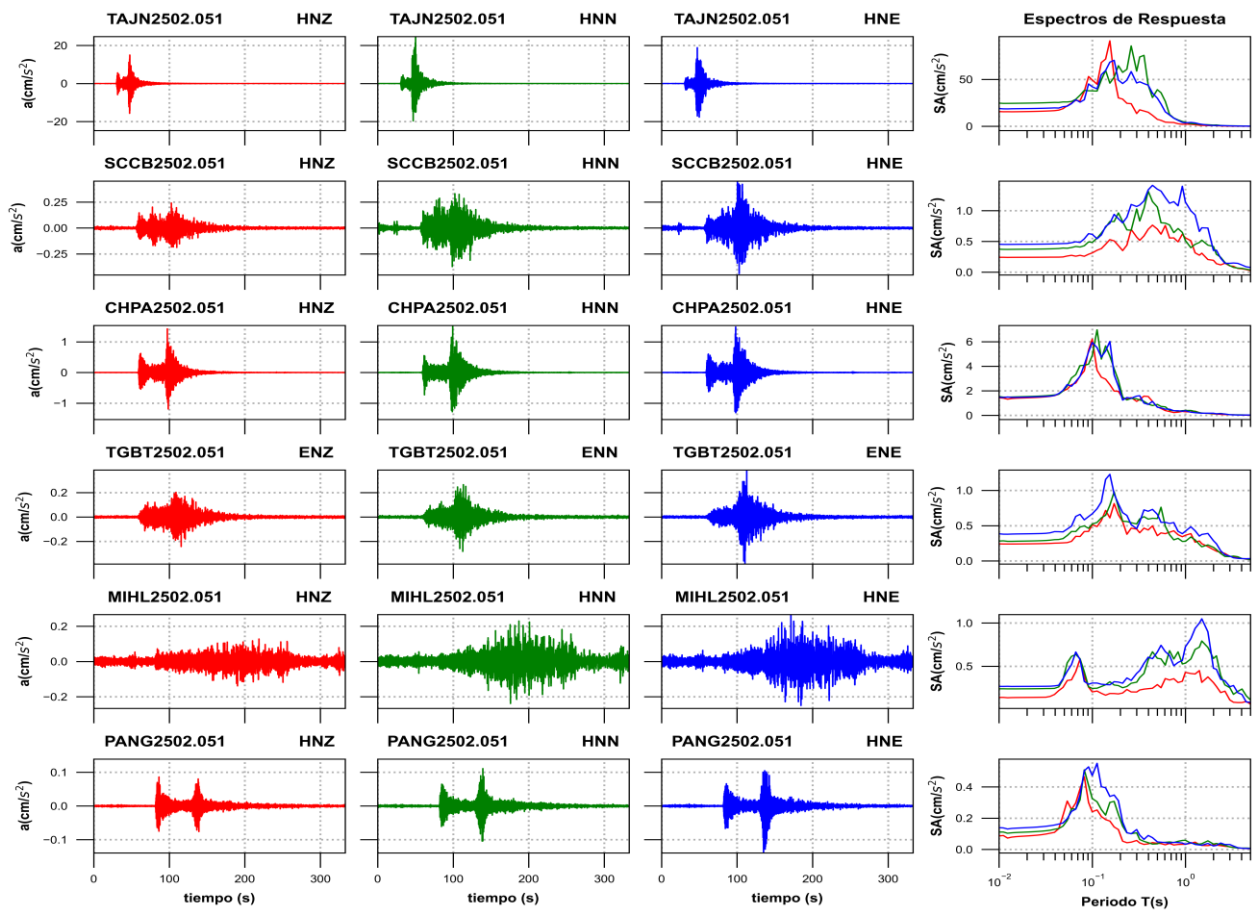 TAJN2502.051 HNZ TAJN2502.051 HNN TAJN2502.051 HNE Espectros de Respuesta
a(cm/s²)
20
0
−20
SA(cm/s²)
50
0
SCCB2502.051 HNZ SCCB2502.051 HNN SCCB2502.051 HNE
a(cm/s²)
0.25
0.00
−0.25
SA(cm/s²)
1.0
0.5
0.0
CHPA2502.051 HNZ CHPA2502.051 HNN CHPA2502.051 HNE
a(cm/s²)
1
0
−1
SA(cm/s²)
6
4
2
0
TGBT2502.051 ENZ TGBT2502.051 ENN TGBT2502.051 ENE
a(cm/s²)
0.2
0.0
−0.2
SA(cm/s²)
1.0
0.5
0.0
MIHL2502.051 HNZ MIHL2502.051 HNN MIHL2502.051 HNE
a(cm/s²)
0.2
0.0
−0.2
SA(cm/s²)
1.0
0.5
PANG2502.051 HNZ PANG2502.051 HNN PANG2502.051 HNE
a(cm/s²)
0.1
0.0
−0.1
SA(cm/s²)
0.4
0.2
0.0
0 100 200 300 0 100 200 300 0 100 200 300 10⁻² 10⁻¹ 10⁰
tiempo (s) tiempo (s) tiempo (s) Periodo T(s)